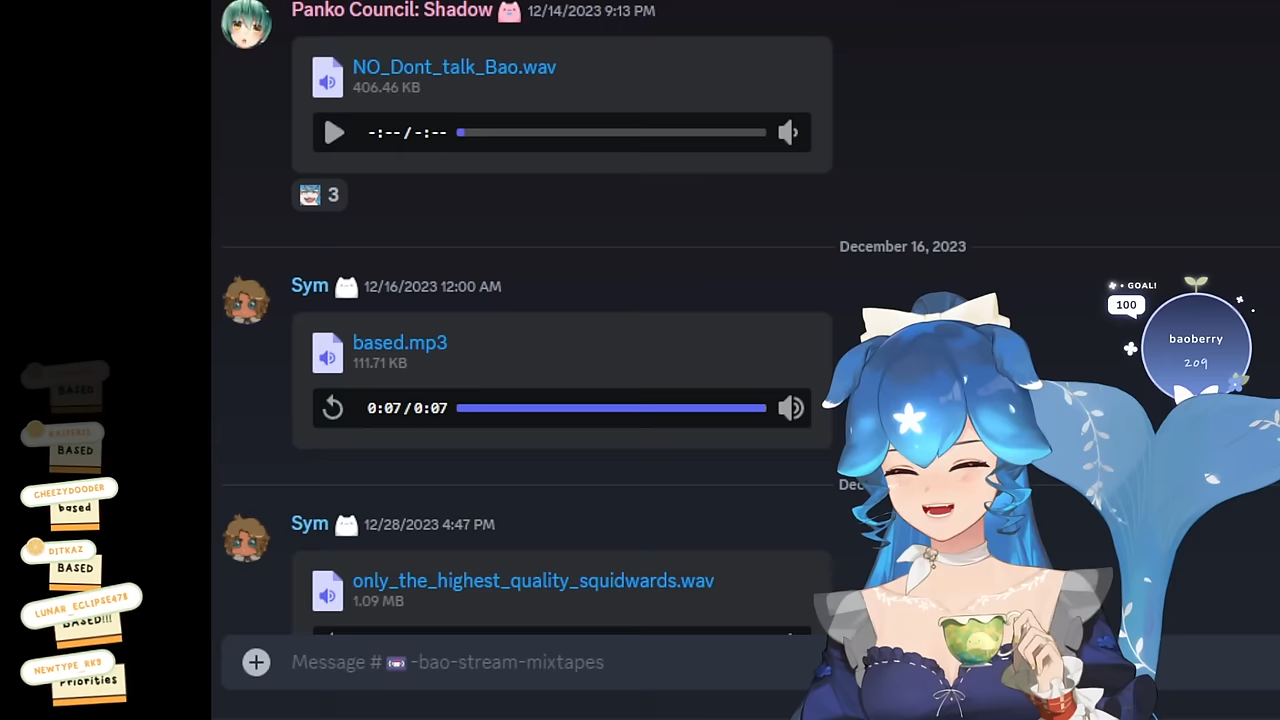 Panko Council: Shadow 12/14/2023 9:13 PM
NO_Dont_talk_Bao.wav
406.46 KB
-:-- / -:--
3
December 16, 2023
Sym 12/16/2023 12:00 AM
based.mp3
111.71 KB
0:07 / 0:07
Dec
Sym 12/28/2023 4:47 PM
only_the_highest_quality_squidwards.wav
1.09 MB
Message # -bao-stream-mixtapes
GOAL!
100
baoberry
209
BASED
BASED
CHEEZYDOODER
based
DITKAZ
BASED
LUNAR_ECLIPSE478
BASED!!!
NEWTYPE_RK9
Priorities